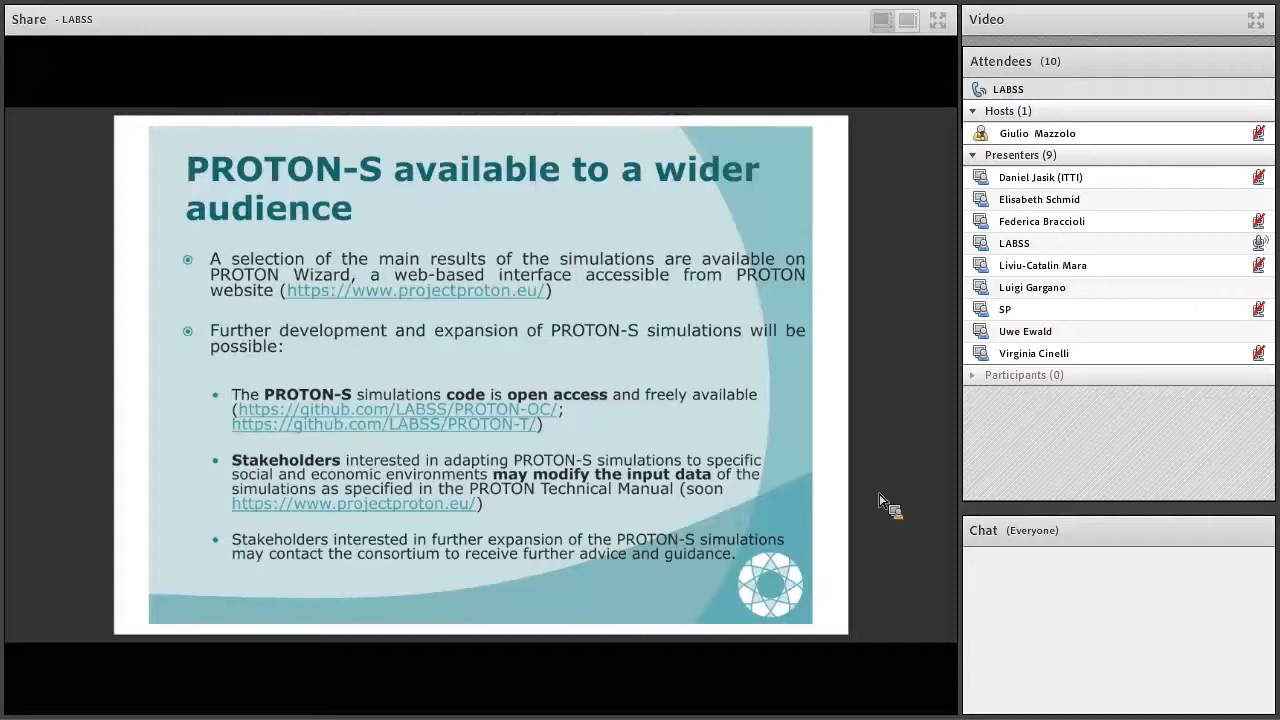 Share - LABSS
PROTON-S available to a wider
audience
A selection of the main results of the simulations are available on
PROTON Wizard, a web-based interface accessible from PROTON
website (https://www.projectproton.eu/)
Further development and expansion of PROTON-S simulations will be
possible:
The PROTON-S simulations code is open access and freely available
(https://github.com/LABSS/PROTON-OC/;
https://github.com/LABSS/PROTON-T/)
Stakeholders interested in adapting PROTON-S simulations to specific
social and economic environments may modify the input data of the
simulations as specified in the PROTON Technical Manual (soon
https://www.projectproton.eu/)
Stakeholders interested in further expansion of the PROTON-S simulations
may contact the consortium to receive further advice and guidance.
Video
Attendees (10)
LABSS
Hosts (1)
Giulio Mazzolo
Presenters (9)
Daniel Jasik (ITTI)
Elisabeth Schmid
Federica Braccioli
LABSS
Liviu-Catalin Mara
Luigi Gargano
SP
Uwe Ewald
Virginia Cinelli
Participants (0)
Chat (Everyone)